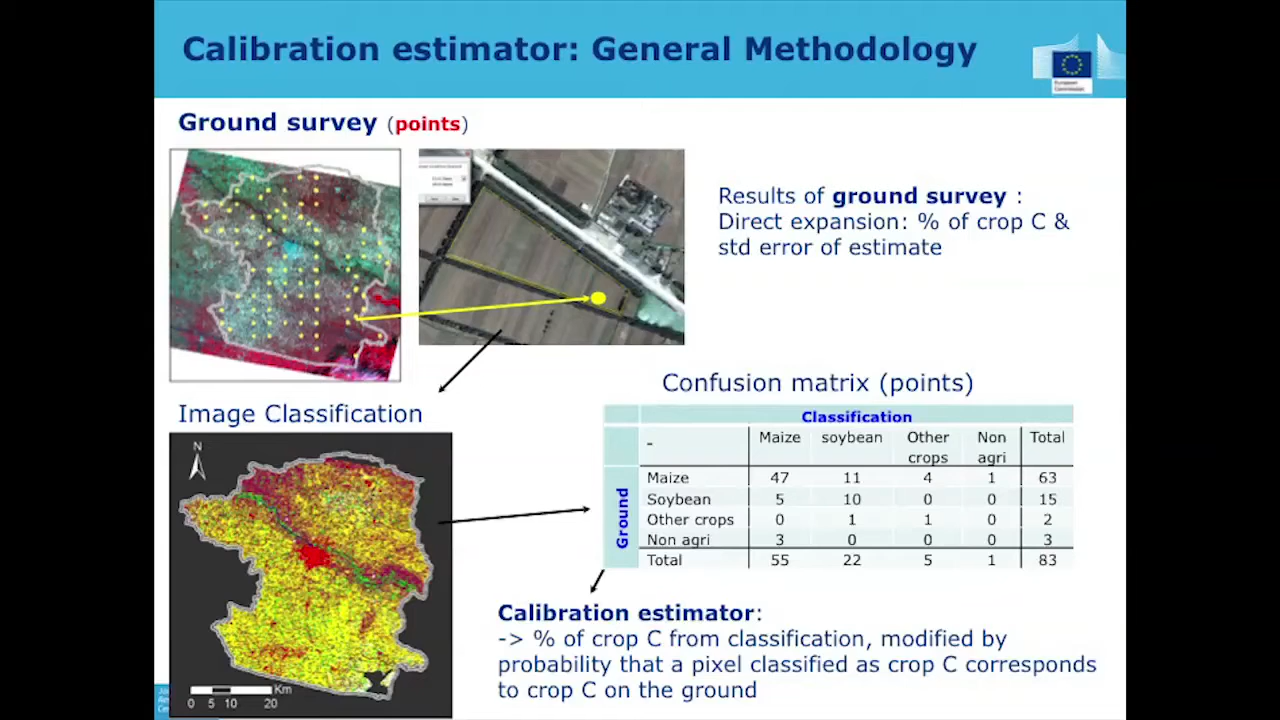 Calibration estimator: General Methodology
European
Commission
Ground survey (points)
Results of ground survey :
Direct expansion: % of crop C &
std error of estimate
Image Classification
N
Km
0 5 10 20
Confusion matrix (points)
Classification
- Maize soybean Other crops Non agri Total
Ground
Maize 47 11 4 1 63
Soybean 5 10 0 0 15
Other crops 0 1 1 0 2
Non agri 3 0 0 0 3
Total 55 22 5 1 83
Calibration estimator:
-> % of crop C from classification, modified by
probability that a pixel classified as crop C corresponds
to crop C on the ground